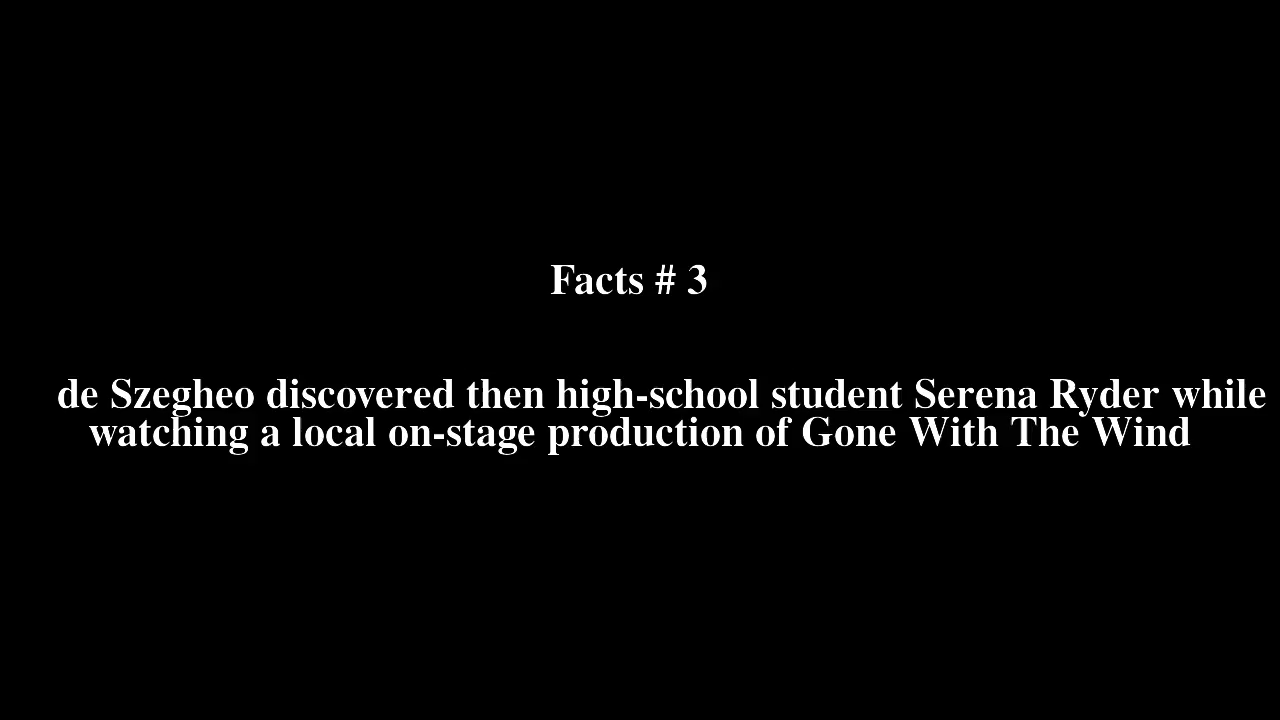 Facts # 3
de Szegheo discovered then high-school student Serena Ryder while
watching a local on-stage production of Gone With The Wind